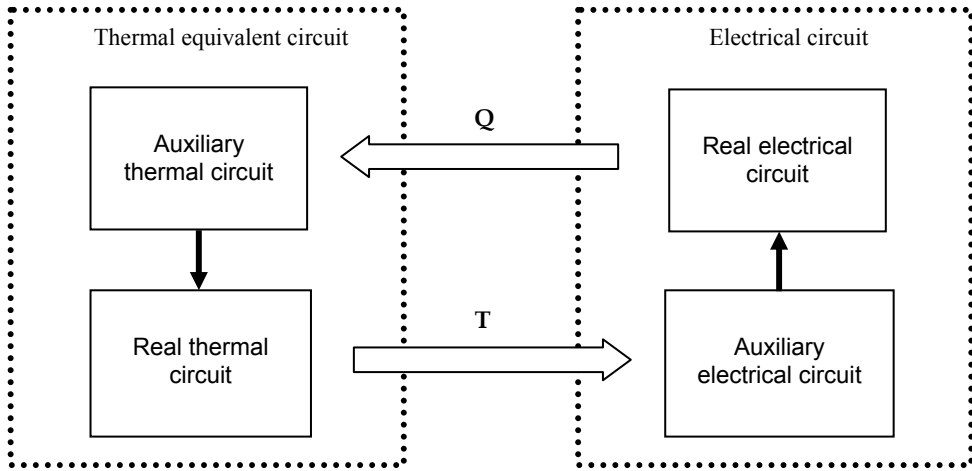 Thermal equivalent circuit
Electrical circuit
Auxiliary
thermal circuit
Q
Real electrical
circuit
Real thermal
circuit
T
Auxiliary
electrical circuit